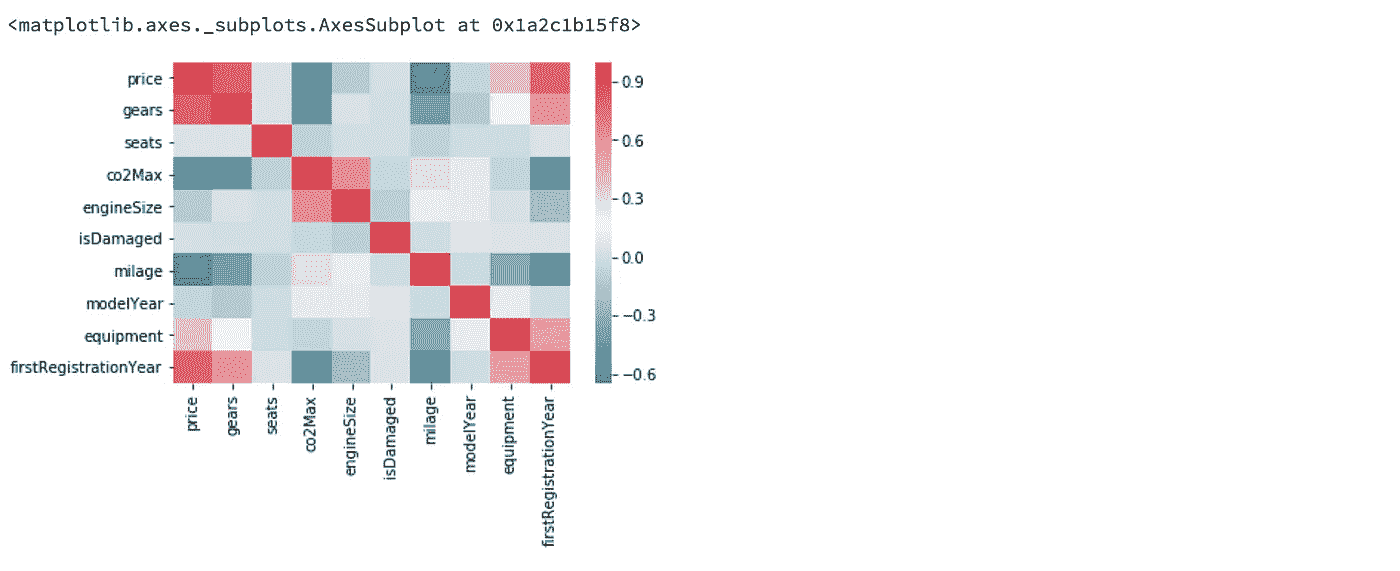 <matplotlib.axes._subplots.AxesSubplot at 0x1a2c1b15f8>
price
gears
seats
co2Max
engineSize
isDamaged
milage
modelYear
equipment
firstRegistrationYear
0.9
0.6
0.3
0.0
−0.3
−0.6
price
gears
seats
co2Max
engineSize
isDamaged
milage
modelYear
equipment
firstRegistrationYear